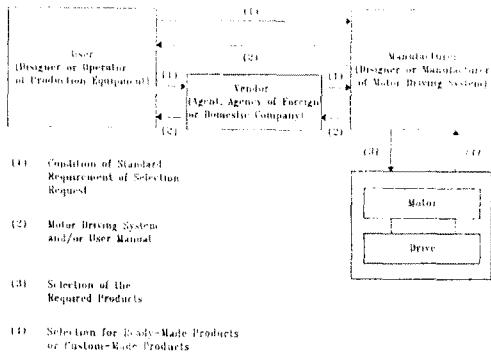 (1)
(2)
User
(Disigner or Operator
of Production Equipment)
(1)
(2)
Vendor
(Agent, Agency of Foreign
or Domestic Company)
(1)
(2)
Manufacturer
(Disigner or Manufacturer
of Motor Driving System)
(3)
(4)
Motor
Drive
(1) Condition of Standard
Requirement of Selection
Request
(2) Motor Driving System
and/or User Manual
(3) Selection of the
Required Products
(4) Selection for Ready-Made Products
or Custom-Made Products